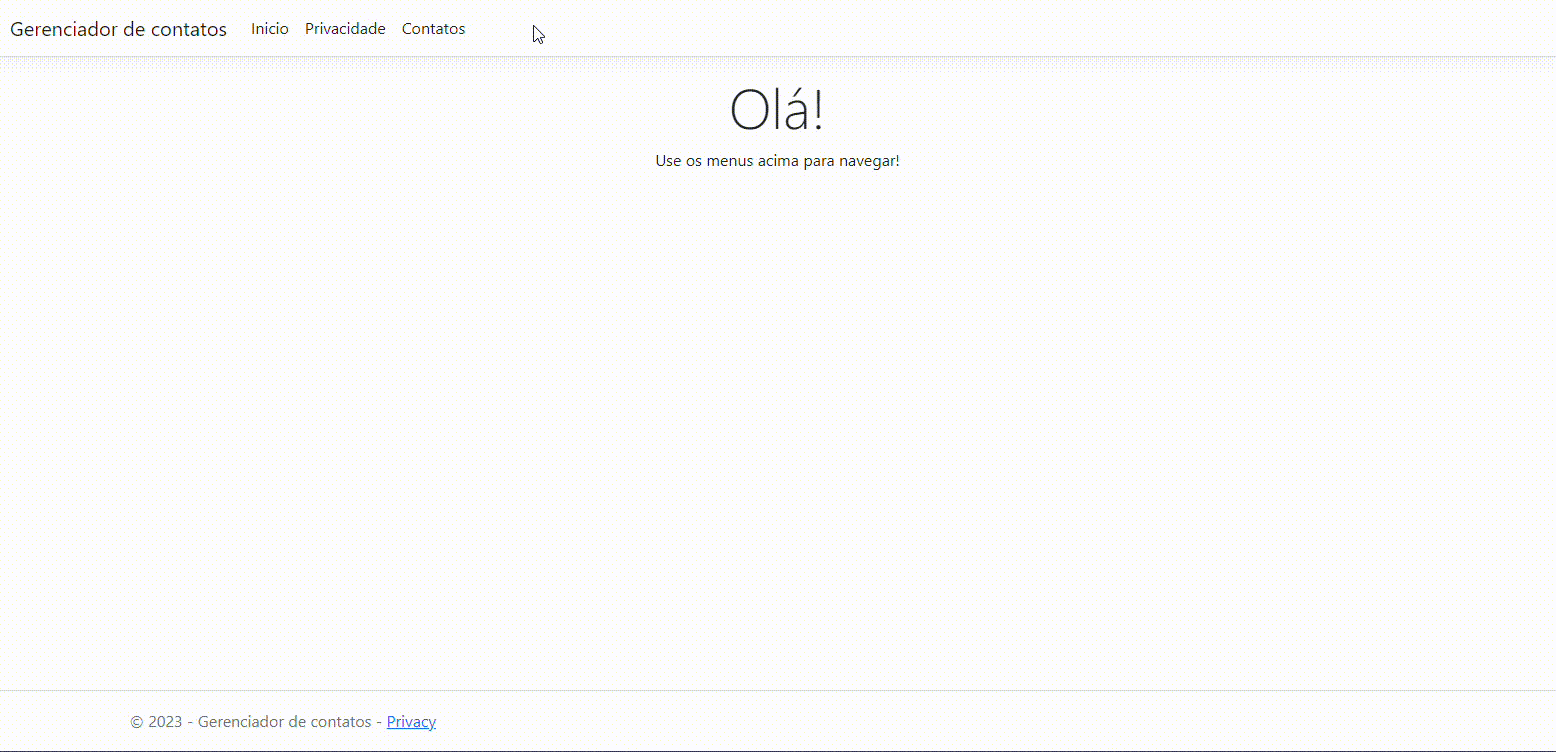 Gerenciador de contatos Inicio Privacidade Contatos
Olá!
Use os menus acima para navegar!
© 2023 - Gerenciador de contatos - Privacy